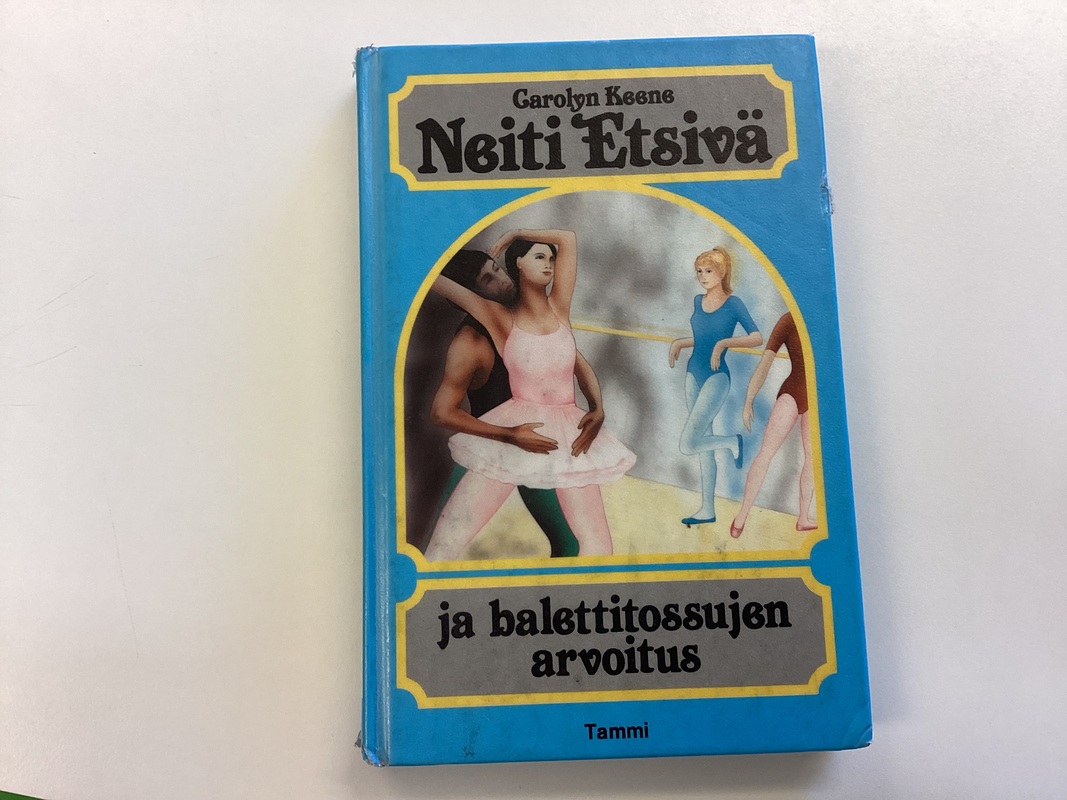 Carolyn Keene
Neiti Etsivä
ja balettitossujen
arvoitus
Tammi